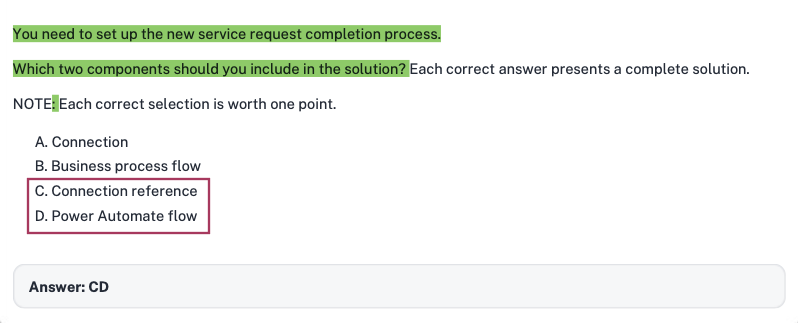 You need to set up the new service request completion process.
Which two components should you include in the solution? Each correct answer presents a complete solution.
NOTE: Each correct selection is worth one point.
A. Connection
B. Business process flow
C. Connection reference
D. Power Automate flow
Answer: CD